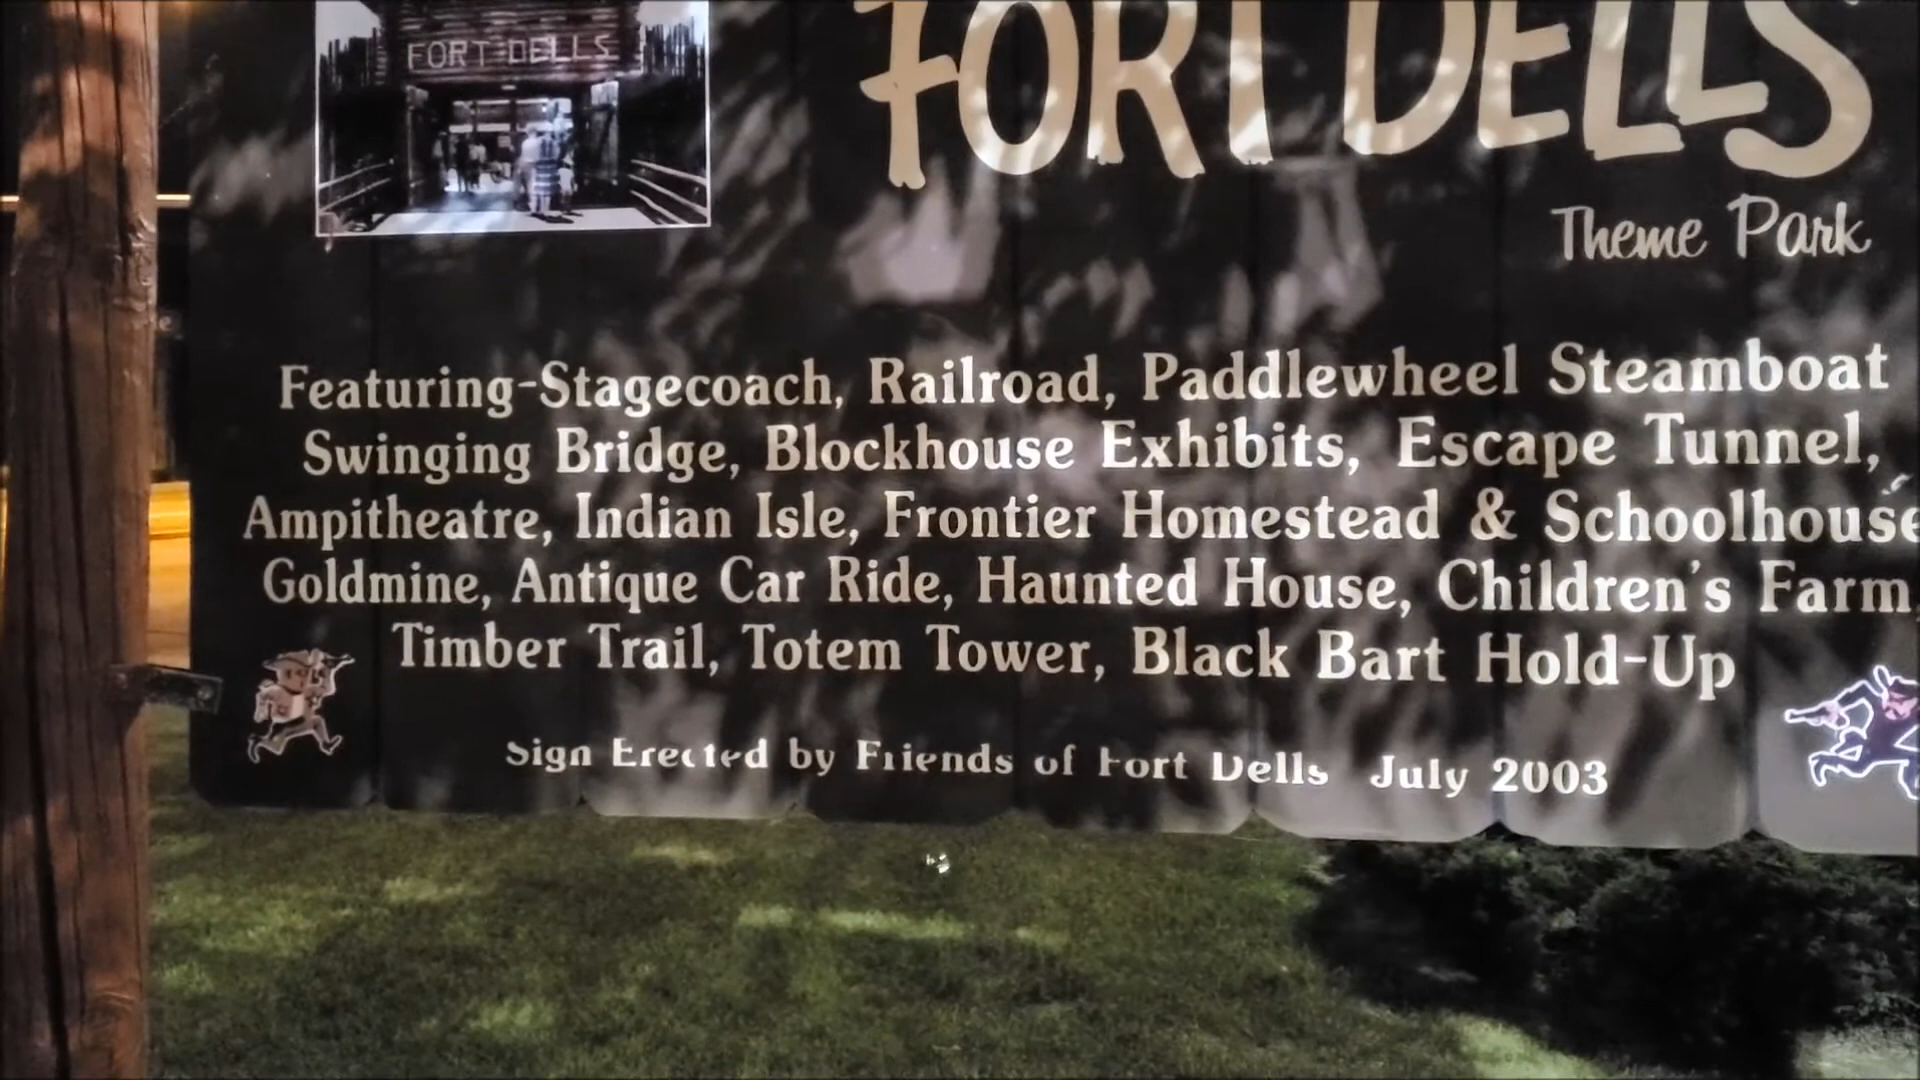 FORT DELLS
FORT DELLS
Theme Park
Featuring-Stagecoach, Railroad, Paddlewheel Steamboat
Swinging Bridge, Blockhouse Exhibits, Escape Tunnel,
Ampitheatre, Indian Isle, Frontier Homestead & Schoolhouse
Goldmine, Antique Car Ride, Haunted House, Children's Farm,
Timber Trail, Totem Tower, Black Bart Hold-Up
Sign Erected by Friends of Fort Dells July 2003